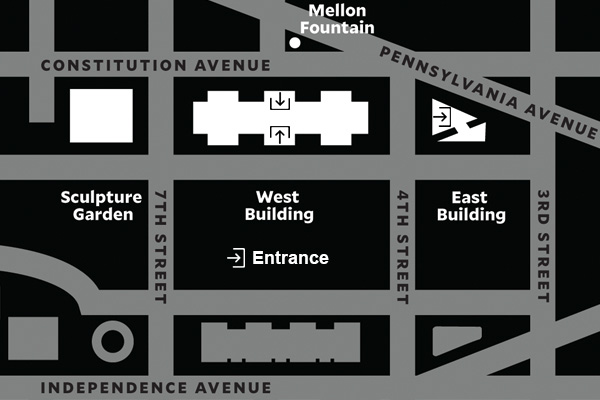 Mellon
Fountain
CONSTITUTION AVENUE
PENNSYLVANIA AVENUE
Sculpture
Garden
7TH STREET
West
Building
4TH STREET
East
Building
3RD STREET
Entrance
INDEPENDENCE AVENUE